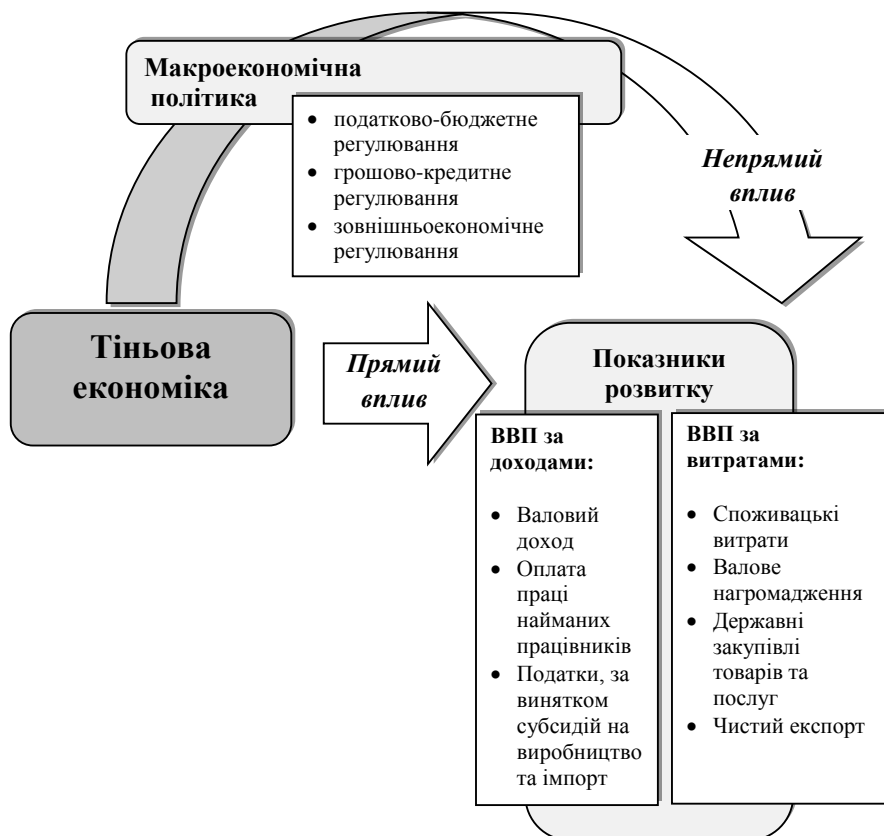 Макроекономічна
політика
• податково-бюджетне
регулювання
• грошово-кредитне
регулювання
• зовнішньоекономічне
регулювання
Непрямий
вплив
Тіньова
економіка
Прямий
вплив
Показники
розвитку
ВВП за
доходами:
• Валовий
доход
• Оплата
праці
найманих
працівників
• Податки, за
винятком
субсидій на
виробництво
та імпорт
ВВП за
витратами:
• Споживацькі
витрати
• Валове
нагромадження
• Державні
закупівлі
товарів та
послуг
• Чистий експорт